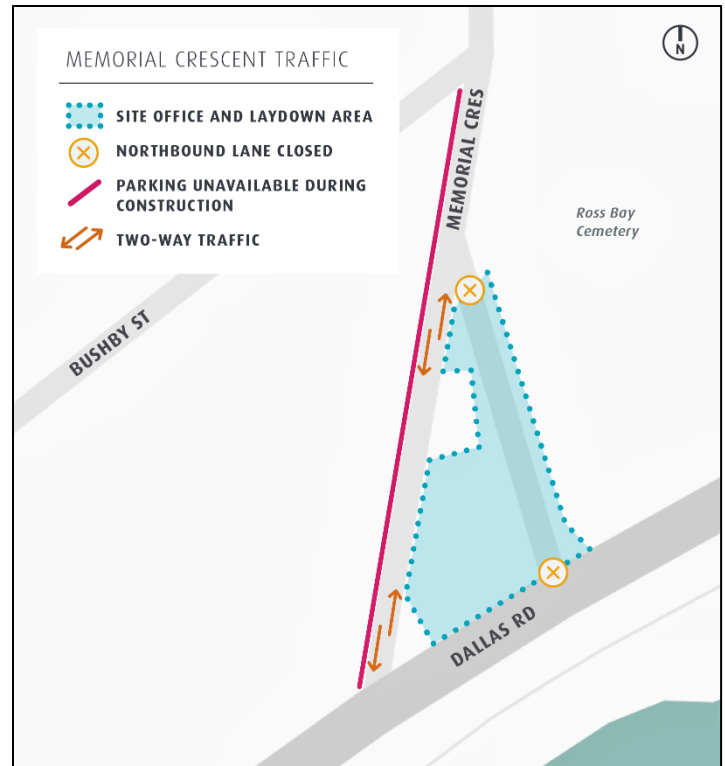 MEMORIAL CRESCENT TRAFFIC
SITE OFFICE AND LAYDOWN AREA
NORTHBOUND LANE CLOSED
PARKING UNAVAILABLE DURING
CONSTRUCTION
TWO-WAY TRAFFIC
N
MEMORIAL CRES
Ross Bay
Cemetery
BUSHBY ST
DALLAS RD